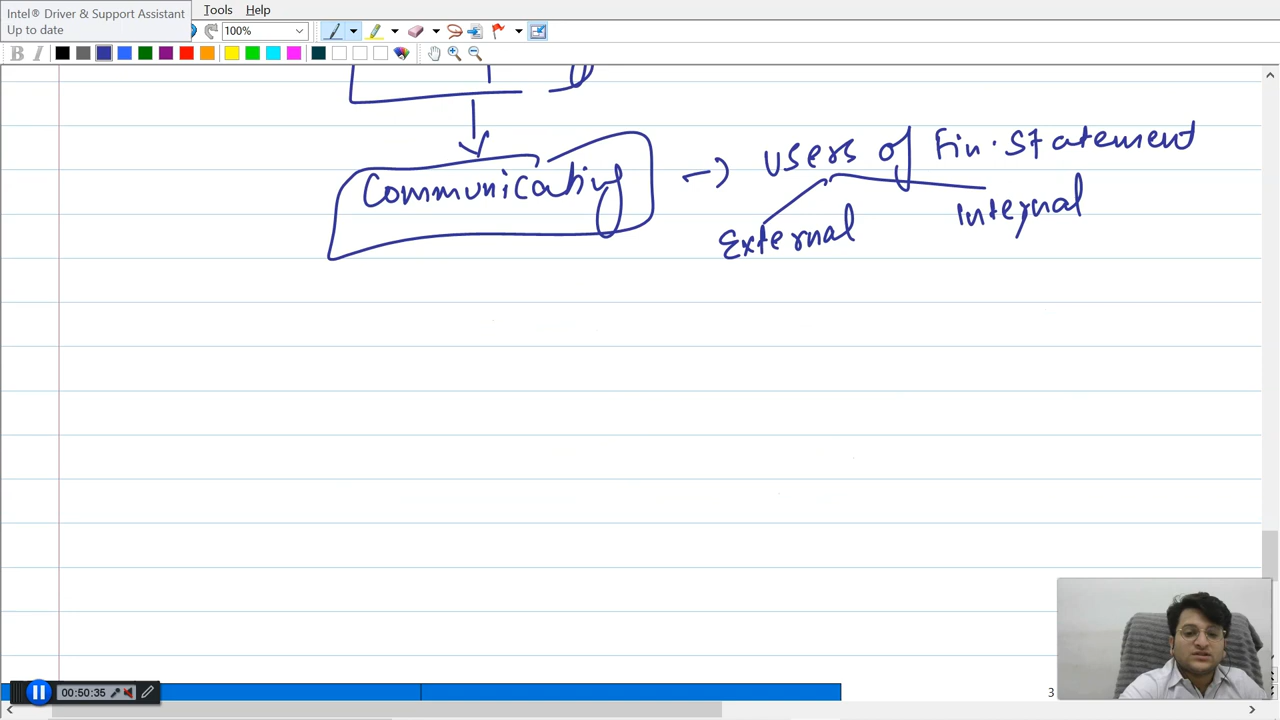 Intel® Driver & Support Assistant
Up to date
Tools Help
100%
B I
Communicating → Users of Fin. Statement
External Internal
00:50:35
3